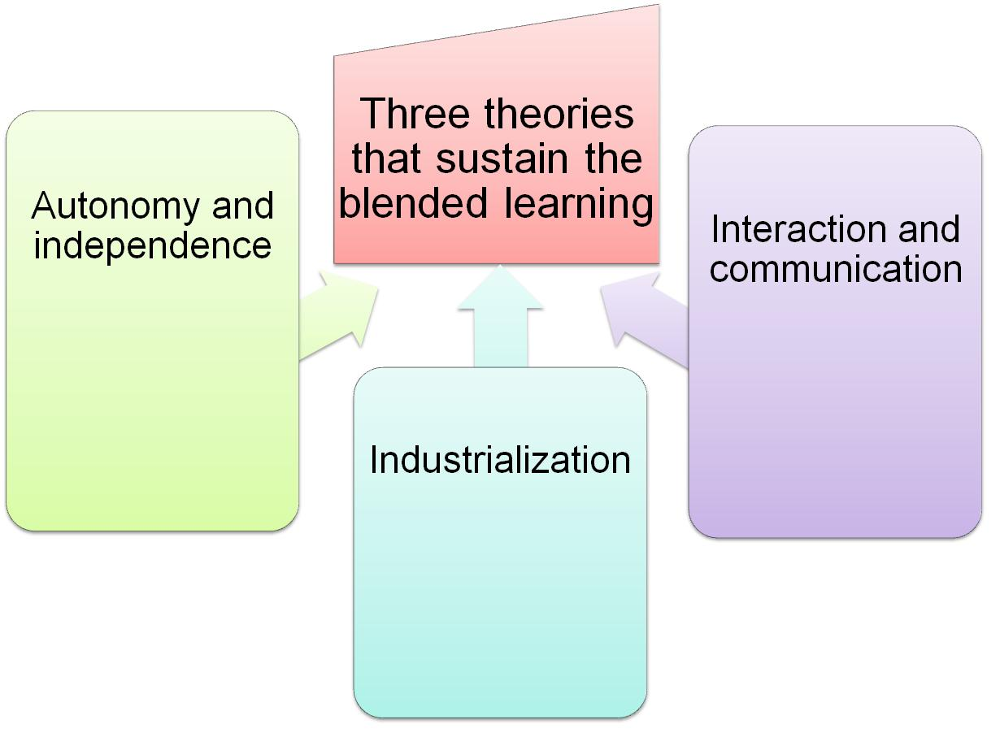 Three theories
that sustain the
blended learning
Autonomy and
independence
Industrialization
Interaction and
communication